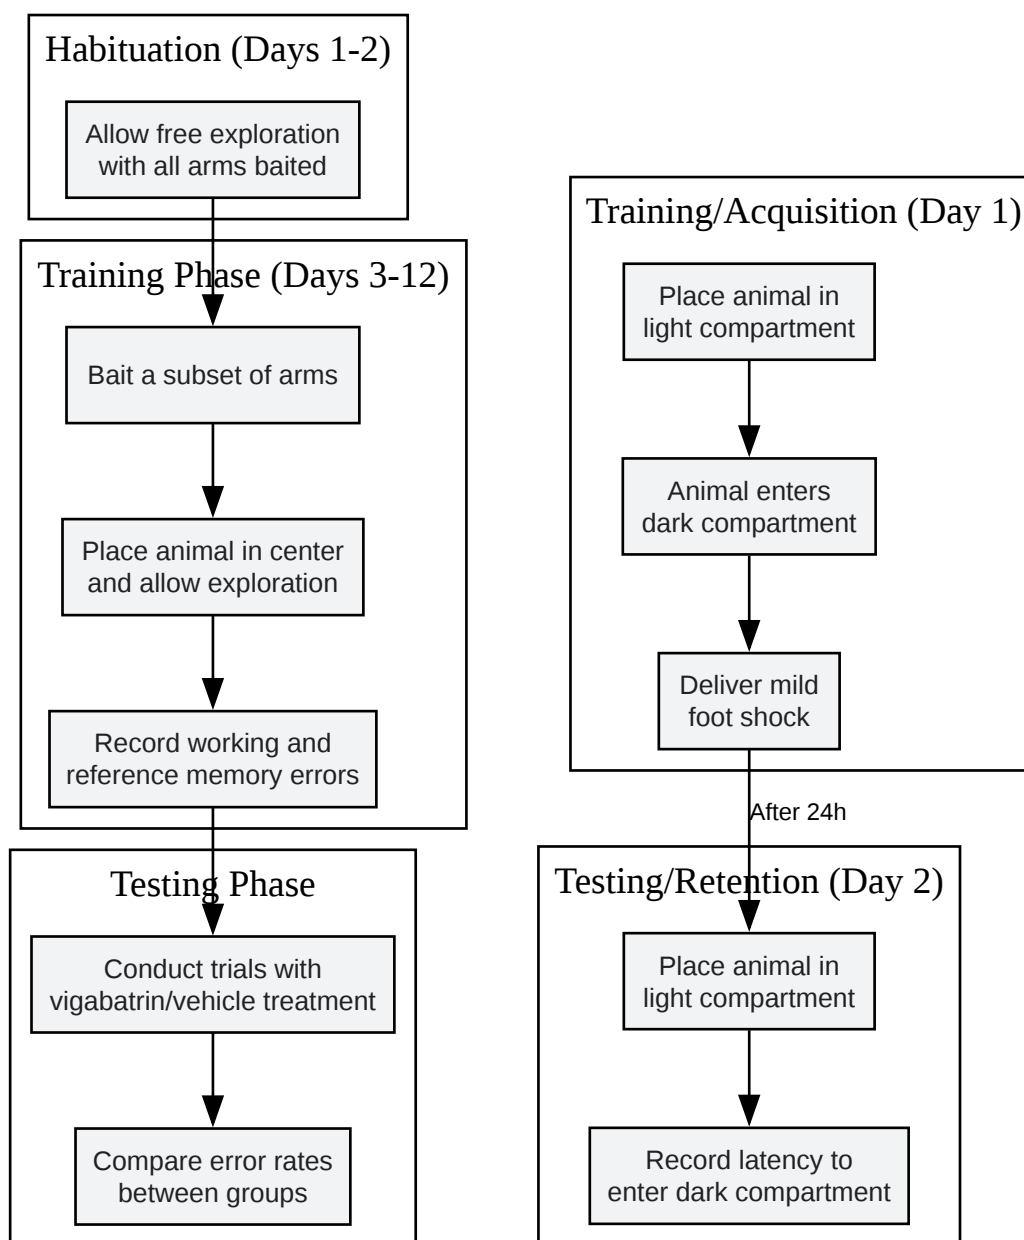 Habituation (Days 1-2)
Allow free exploration
with all arms baited
Training Phase (Days 3-12)
Bait a subset of arms
Place animal in center
and allow exploration
Record working and
reference memory errors
Testing Phase
Conduct trials with
vigabatrin/vehicle treatment
Compare error rates
between groups
Training/Acquisition (Day 1)
Place animal in
light compartment
Animal enters
dark compartment
Deliver mild
foot shock
After 24h
Testing/Retention (Day 2)
Place animal in
light compartment
Record latency to
enter dark compartment